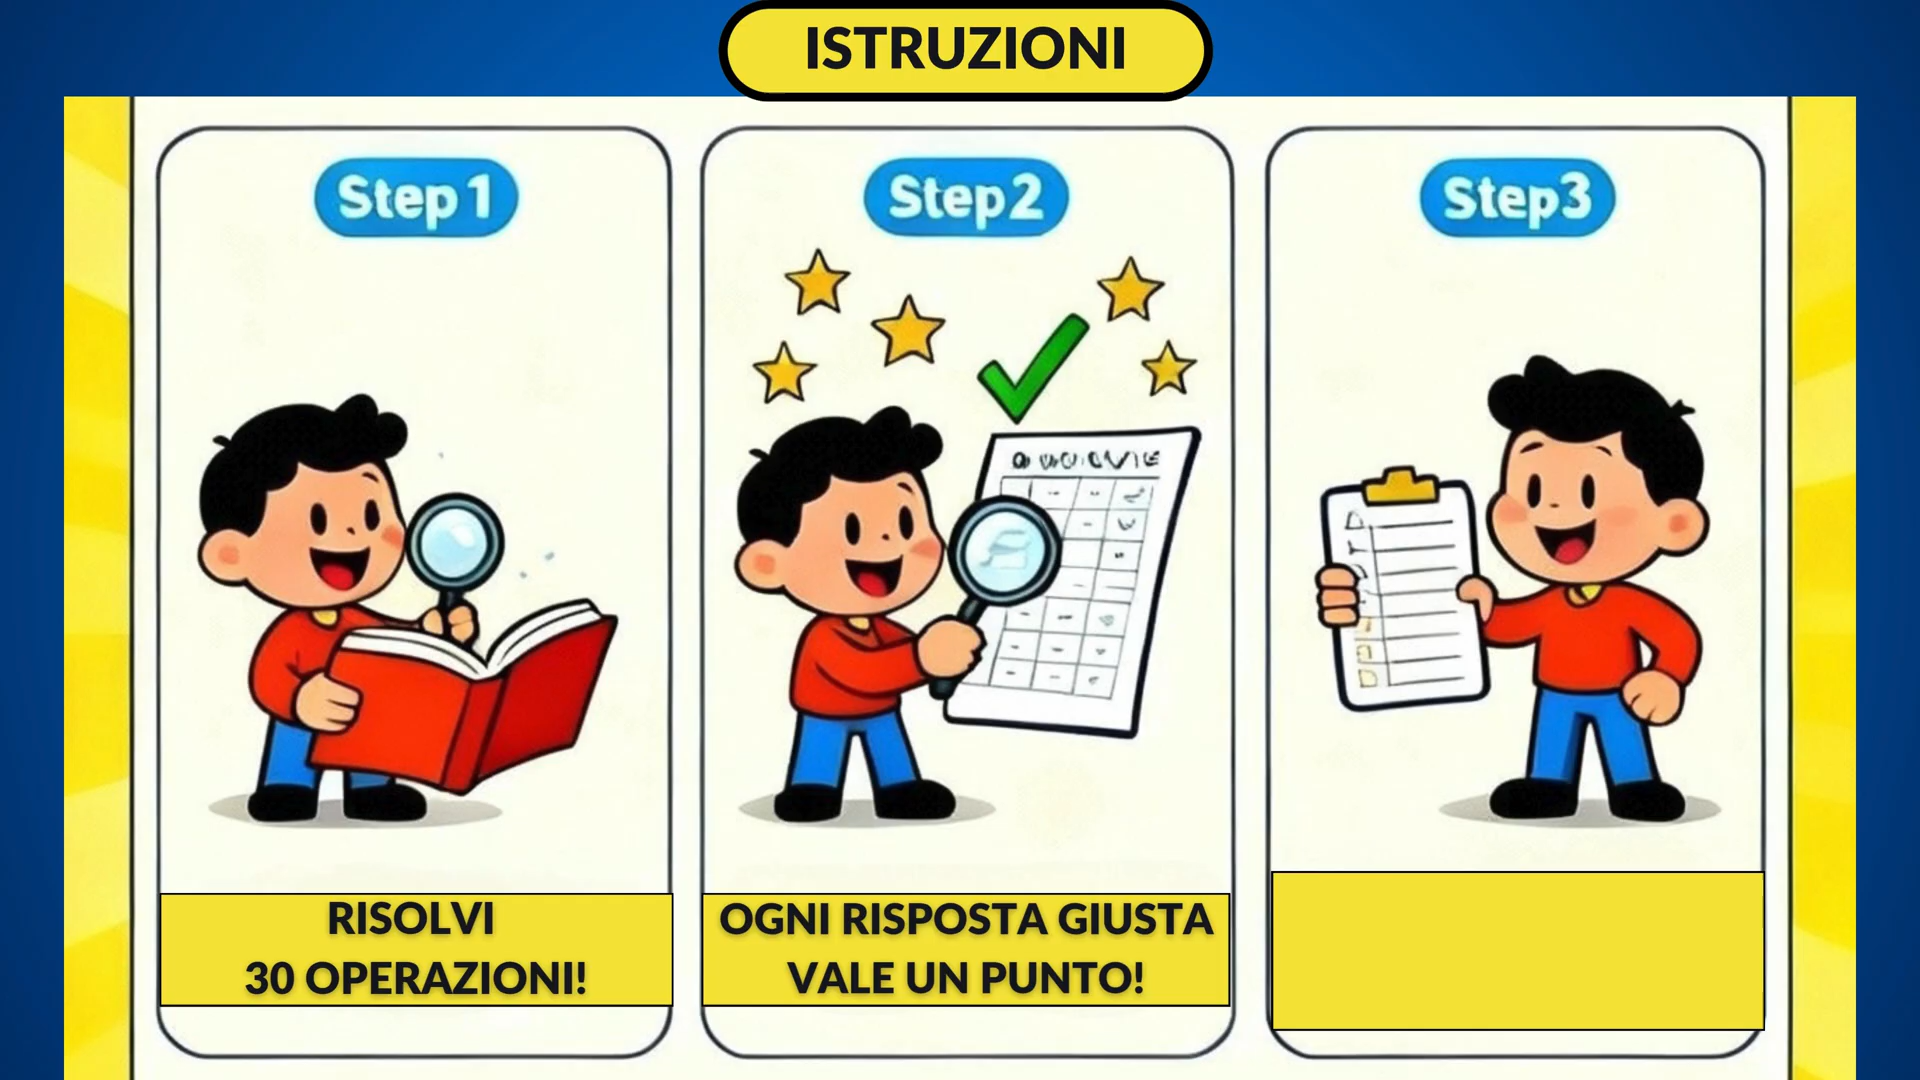 ISTRUZIONI
Step 1
Step2
Step3
RISOLVI
30 OPERAZIONI!
OGNI RISPOSTA GIUSTA
VALE UN PUNTO!